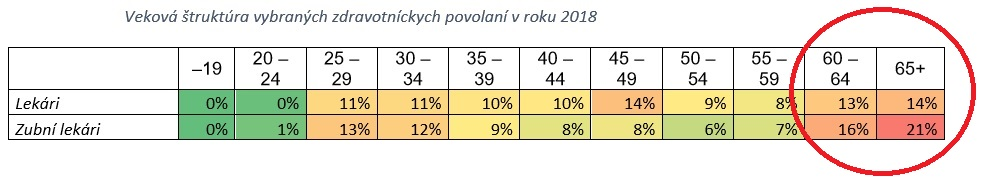 Veková štruktúra vybraných zdravotníckych povolaní v roku 2018
–19 20 – 24 25 – 29 30 – 34 35 – 39 40 – 44 45 – 49 50 – 54 55 – 59 60 – 64 65+
Lekári 0% 0% 11% 11% 10% 10% 14% 9% 8% 13% 14%
Zubní lekári 0% 1% 13% 12% 9% 8% 8% 6% 7% 16% 21%